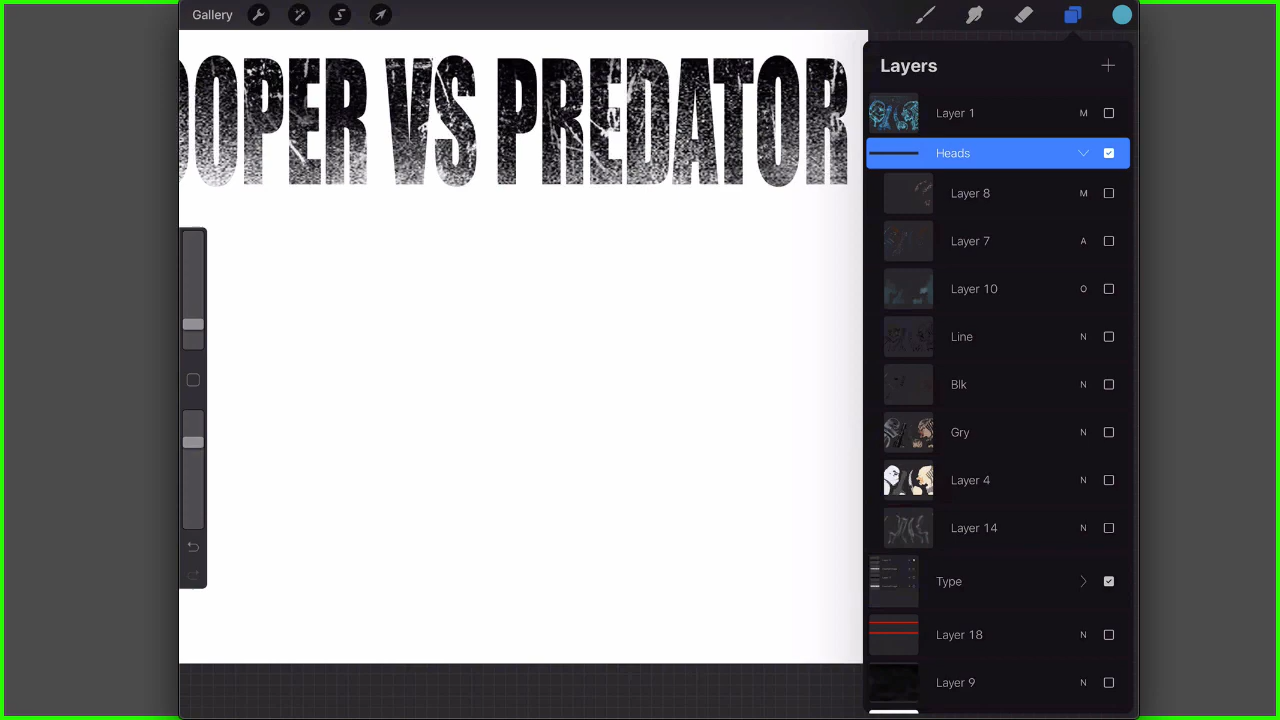 Gallery
OOPER VS PREDATOR
Layers
Layer 1 M
Heads
Layer 8 M
Layer 7 A
Layer 10 O
Line N
Blk N
Gry N
Layer 4 N
Layer 14 N
Type
Layer 18 N
Layer 9 N